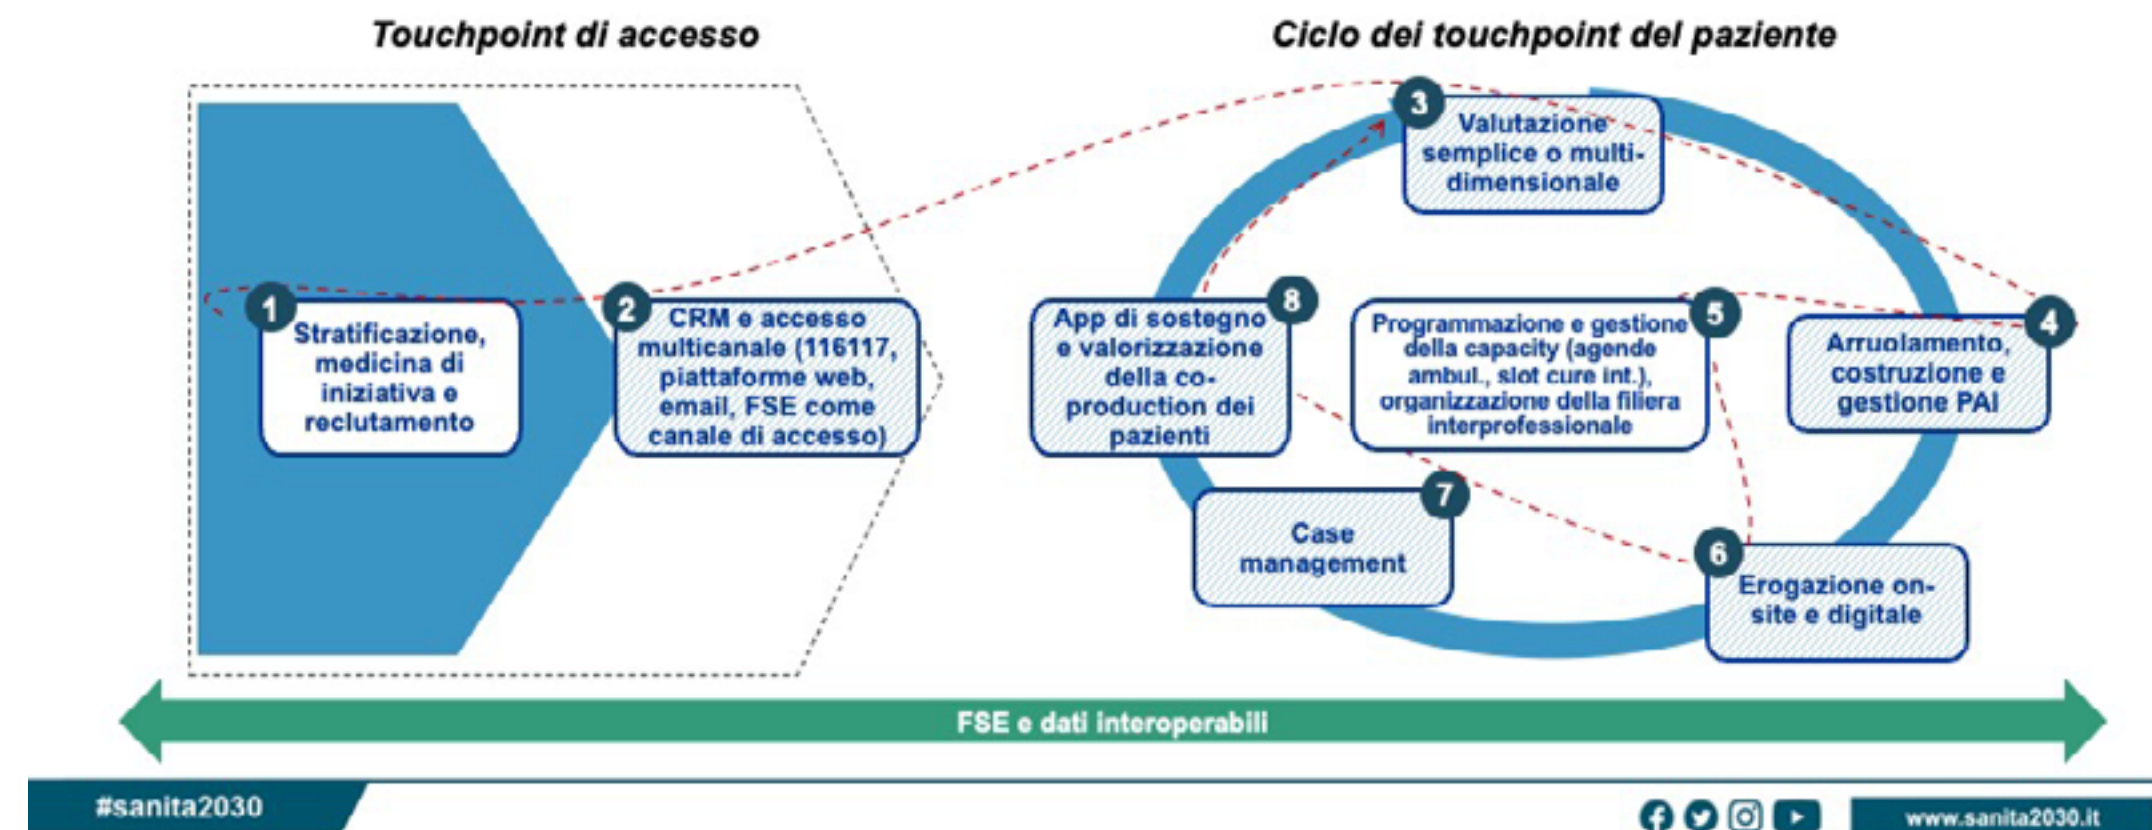 Touchpoint di accesso
Ciclo dei touchpoint del paziente
1
Stratificazione,
medicina di
iniziativa e
reclutamento
2
CRM e accesso
multicanale (116117,
piattaforme web,
email, FSE come
canale di accesso)
3
Valutazione
semplice o multi-
dimensionale
4
Arruolamento,
costruzione e
gestione PAI
5
Programmazione e gestione
della capacity (agende
ambul., slot cure int.),
organizzazione della filiera
interprofessionale
6
Erogazione on-
site e digitale
7
Case
management
8
App di sostegno
e valorizzazione
della co-
production dei
pazienti
FSE e dati interoperabili
#sanita2030
www.sanita2030.it